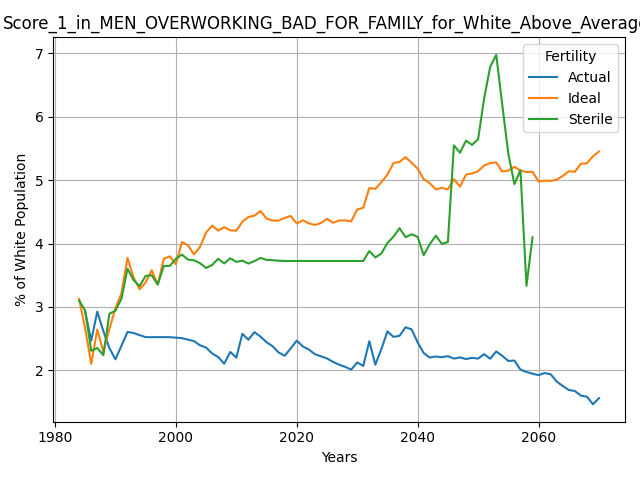 Score_1_in_MEN_OVERWORKING_BAD_FOR_FAMILY_for_White_Above_Average
7
6
5
4
3
2
% of White Population
Fertility
Actual
Ideal
Sterile
1980
2000
2020
2040
2060
Years